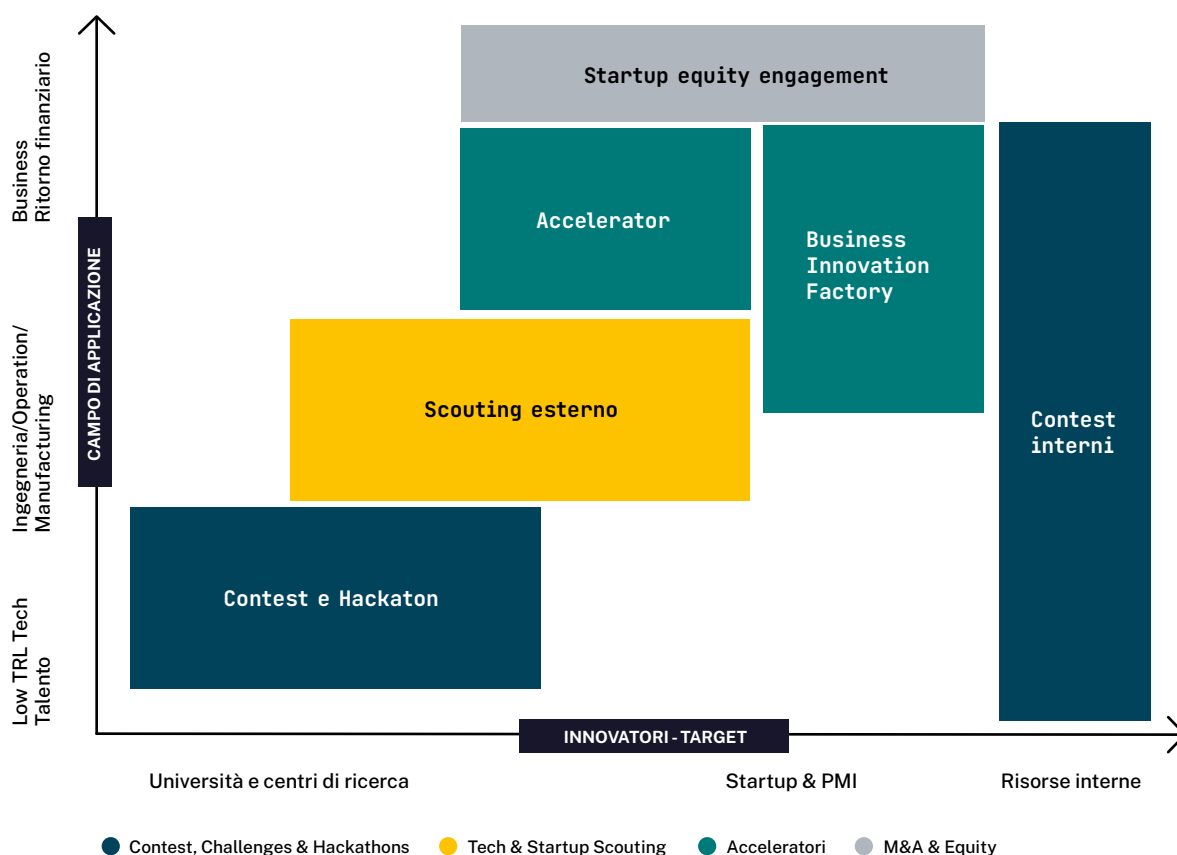 Startup equity engagement
Business
Ritorno finanziario
Accelerator
Business
Innovation
Factory
CAMPO DI APPLICAZIONE
Ingegneria/Operation/
Manufacturing
Scouting esterno
Contest
interni
Contest e Hackaton
Low TRL Tech
Talento
INNOVATORI - TARGET
Università e centri di ricerca
Startup & PMI
Risorse interne
Contest, Challenges & Hackathons
Tech & Startup Scouting
Acceleratori
M&A & Equity